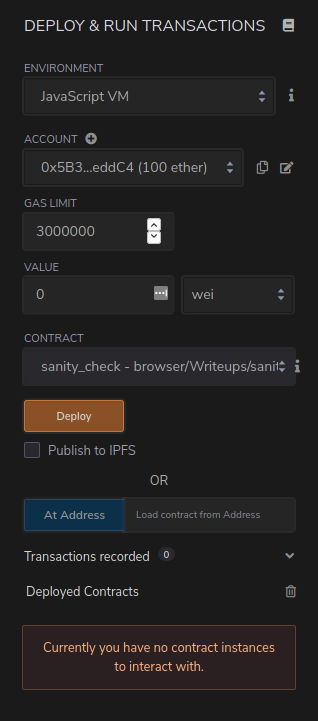 DEPLOY & RUN TRANSACTIONS
ENVIRONMENT
JavaScript VM
ACCOUNT
0x5B3...eddC4 (100 ether)
GAS LIMIT
3000000
VALUE
0
wei
CONTRACT
sanity_check - browser/Writeups/sanit
Deploy
Publish to IPFS
OR
At Address
Load contract from Address
Transactions recorded 0
Deployed Contracts
Currently you have no contract instances
to interact with.